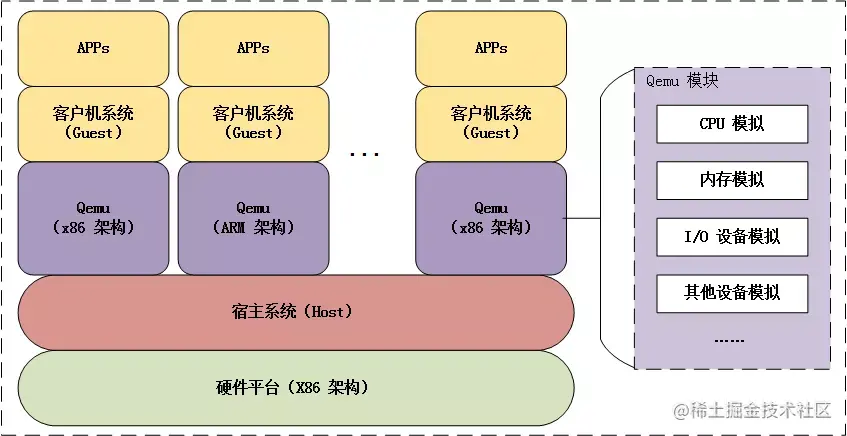 APPs
APPs
APPs
客户机系统
（Guest）
客户机系统
（Guest）
...
客户机系统
（Guest）
Qemu
（x86 架构）
Qemu
（ARM 架构）
Qemu
（x86 架构）
宿主系统（Host）
硬件平台（X86 架构）
Qemu 模块
CPU 模拟
内存模拟
I/O 设备模拟
其他设备模拟
......
@稀土掘金技术社区